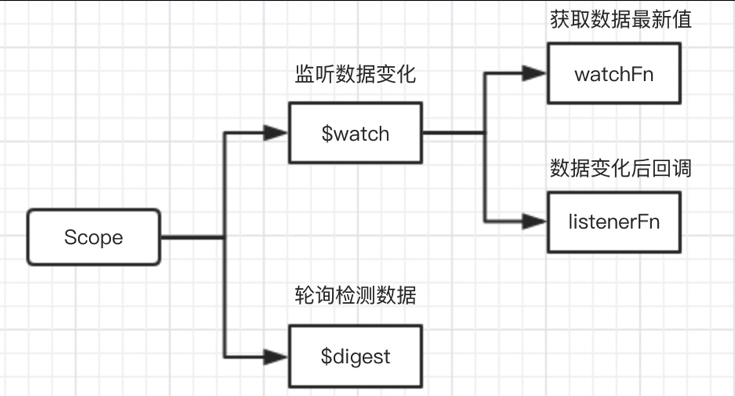 获取数据最新值
watchFn
监听数据变化
$watch
数据变化后回调
listenerFn
Scope
轮询检测数据
$digest